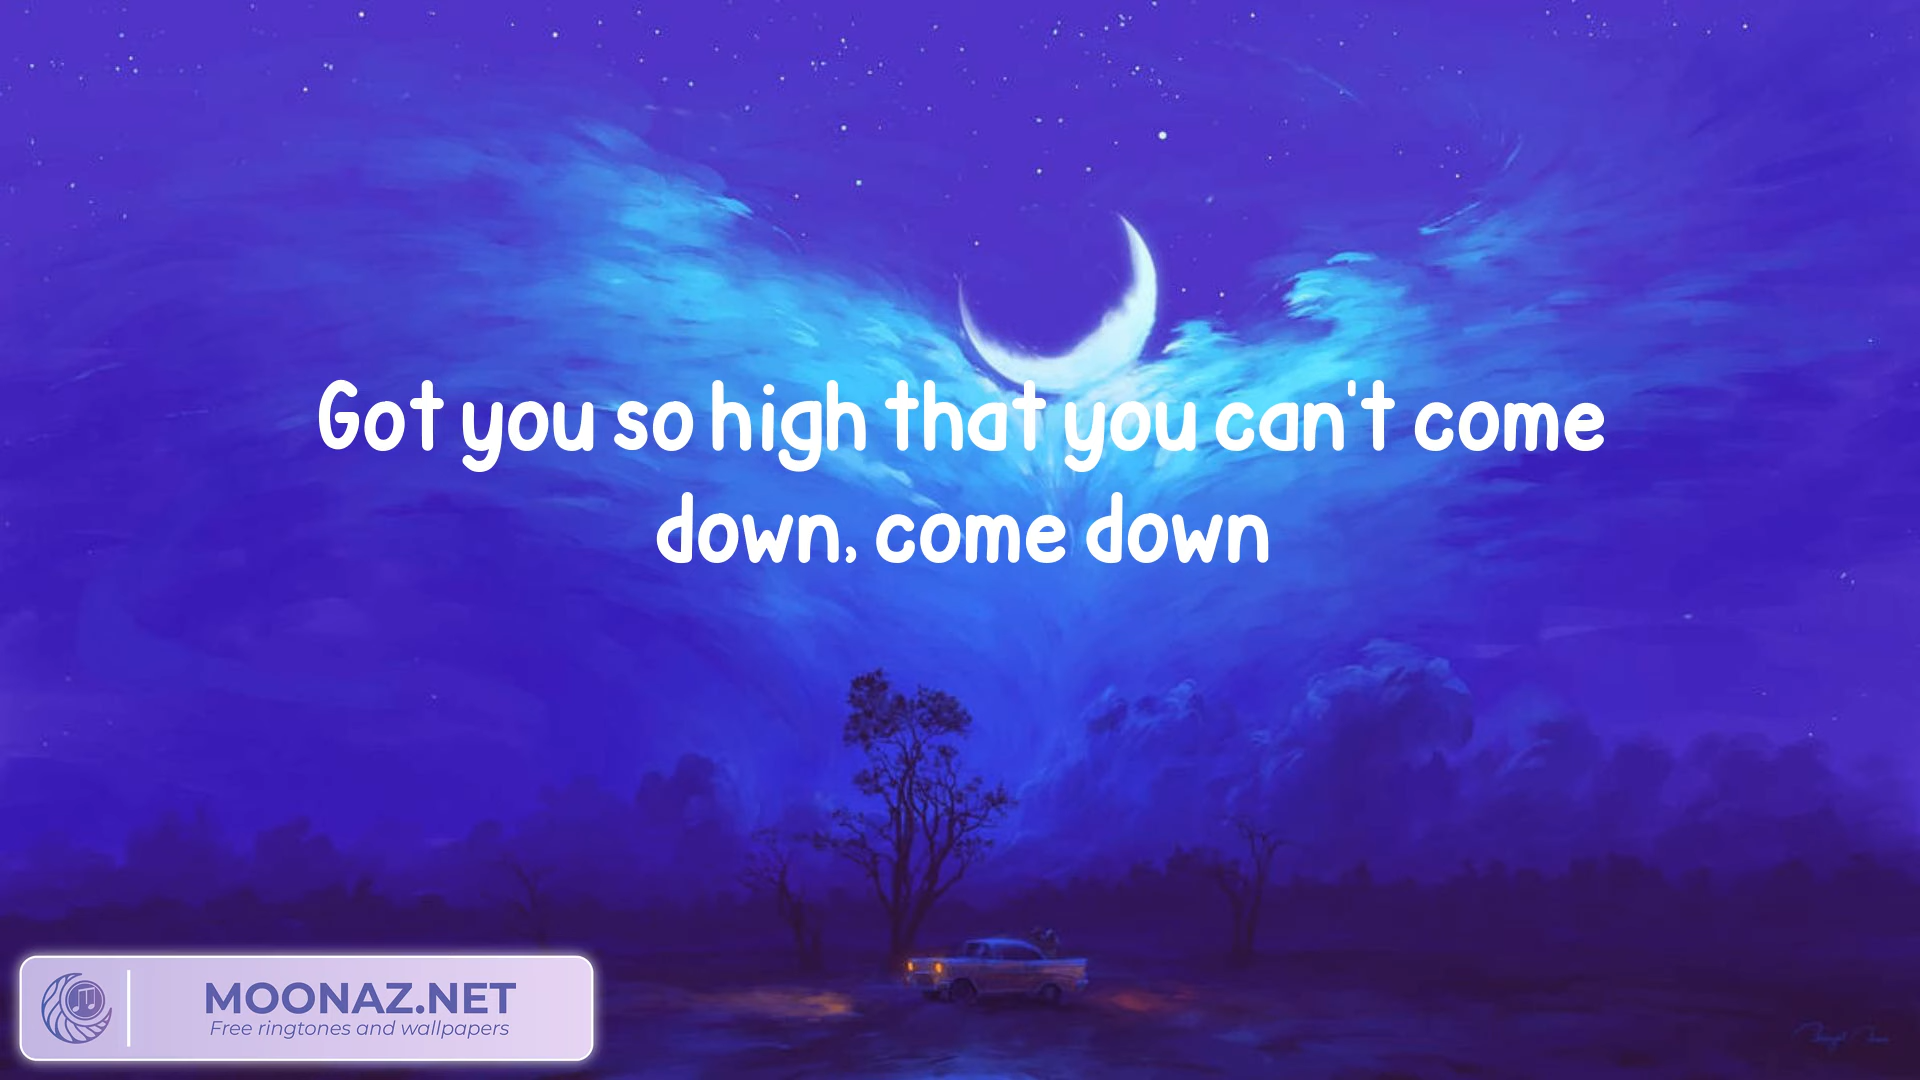 Got you so high that you can't come
down, come down
MOONAZ.NET
Free ringtones and wallpapers